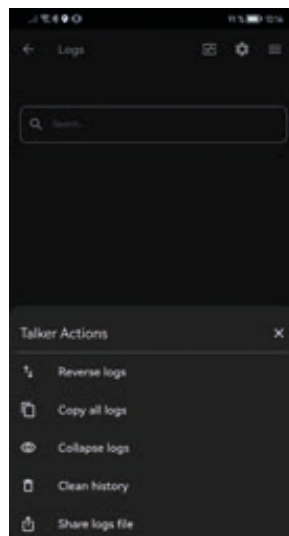 Logs
Search...
Talker Actions
Reverse logs
Copy all logs
Collapse logs
Clean history
Share logs file